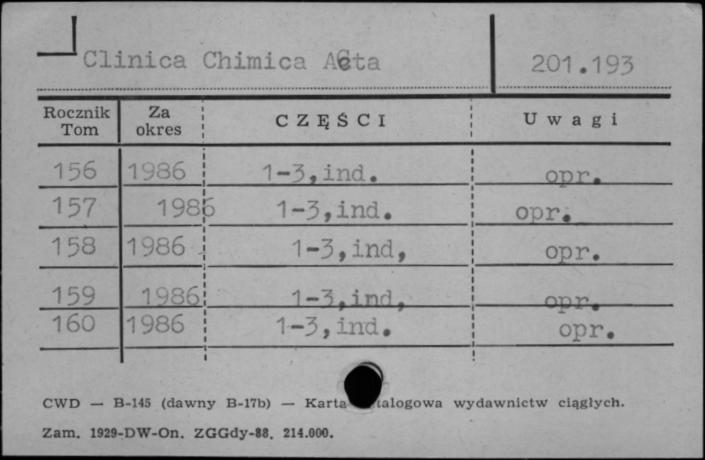 Clinica Chimica Acta 201.193
Rocznik Tom Za okres CZĘŚCI Uwagi
156 1986 1-3,ind. opr.
157 1986 1-3,ind. opr.
158 1986 1-3,ind, opr.
159 1986 1-3,ind, opr.
160 1986 1-3,ind. opr.
CWD — B-145 (dawny B-17b) — Karta talogowa wydawnictw ciągłych.
Zam. 1929-DW-On. ZGGdy-88. 214.000.